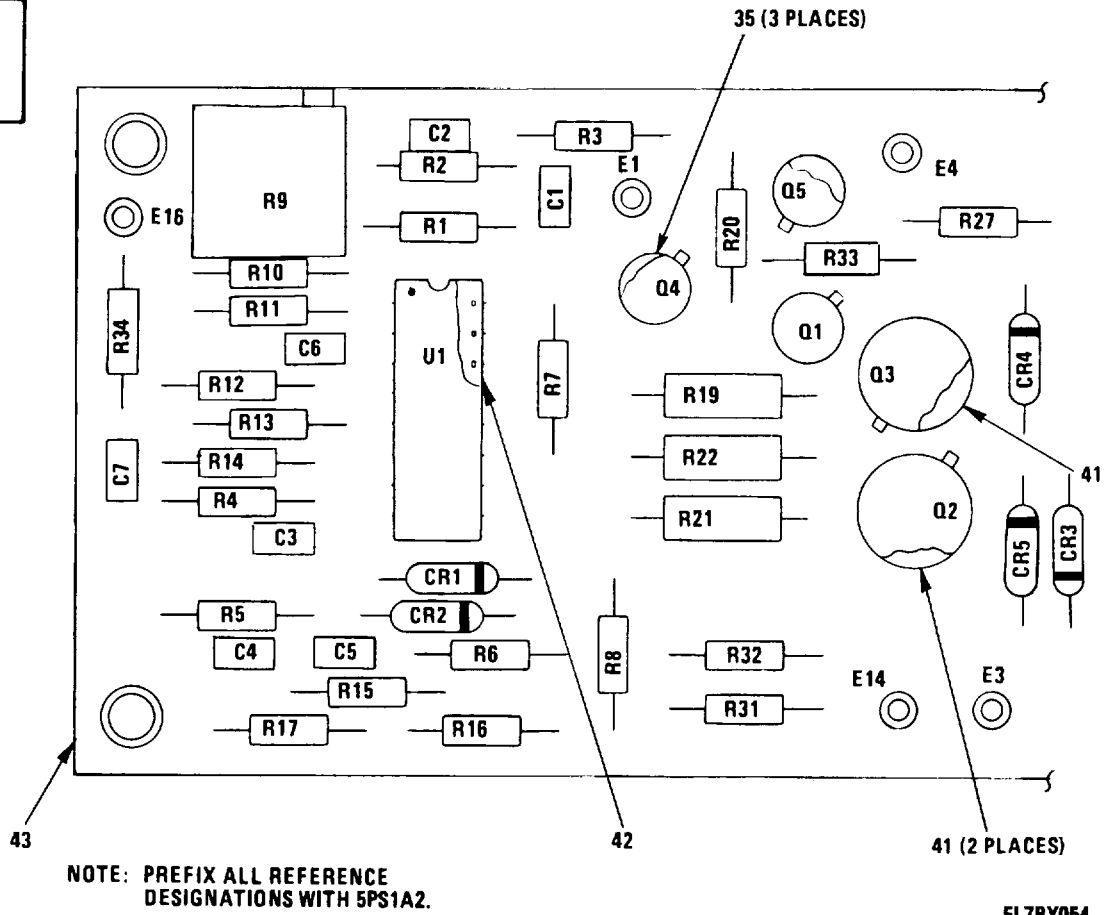 35 (3 PLACES)
C2
R3
R2
E1
E4
Q5
C1
R9
E16
R1
R20
R27
R10
R33
Q4
R11
R34
U1
C6
Q1
R7
CR4
Q3
R12
R19
R13
C7
R14
R22
41
R4
Q2
R21
C3
CR5
CR3
CR1
R5
CR2
C4
C5
R6
R8
R32
R15
E14
E3
R31
R17
R16
43
42
41 (2 PLACES)
NOTE: PREFIX ALL REFERENCE
DESIGNATIONS WITH 5PS1A2.